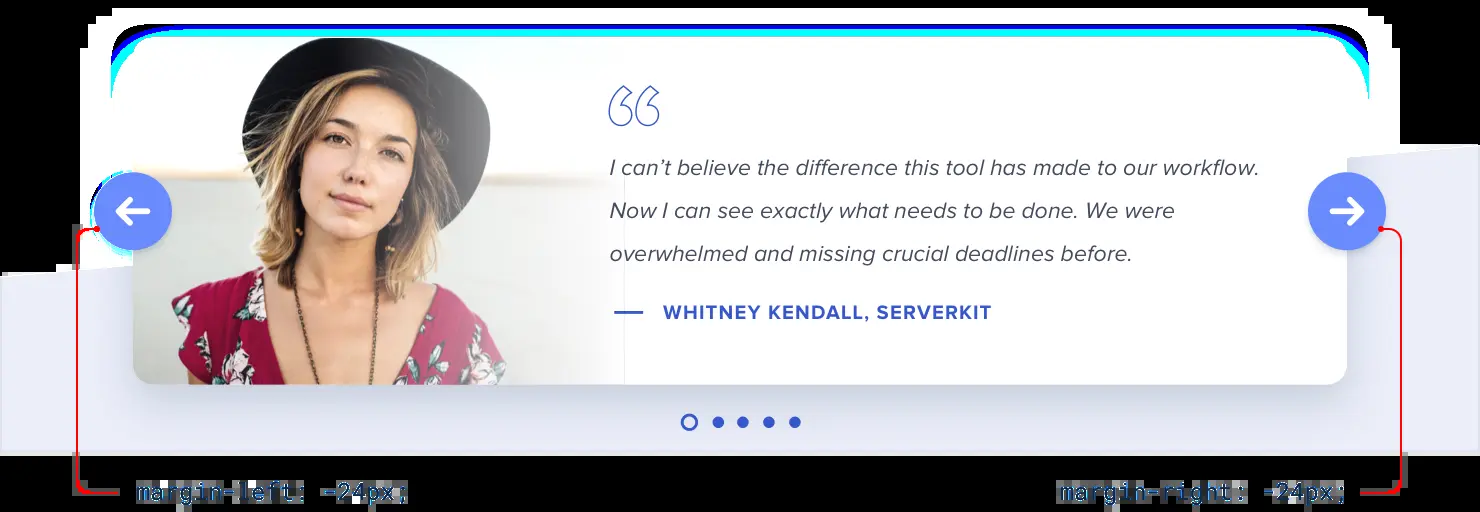 “
I can’t believe the difference this tool has made to our workflow.
Now I can see exactly what needs to be done. We were
overwhelmed and missing crucial deadlines before.
— WHITNEY KENDALL, SERVERKIT
margin-left: -24px;
margin-right: -24px;